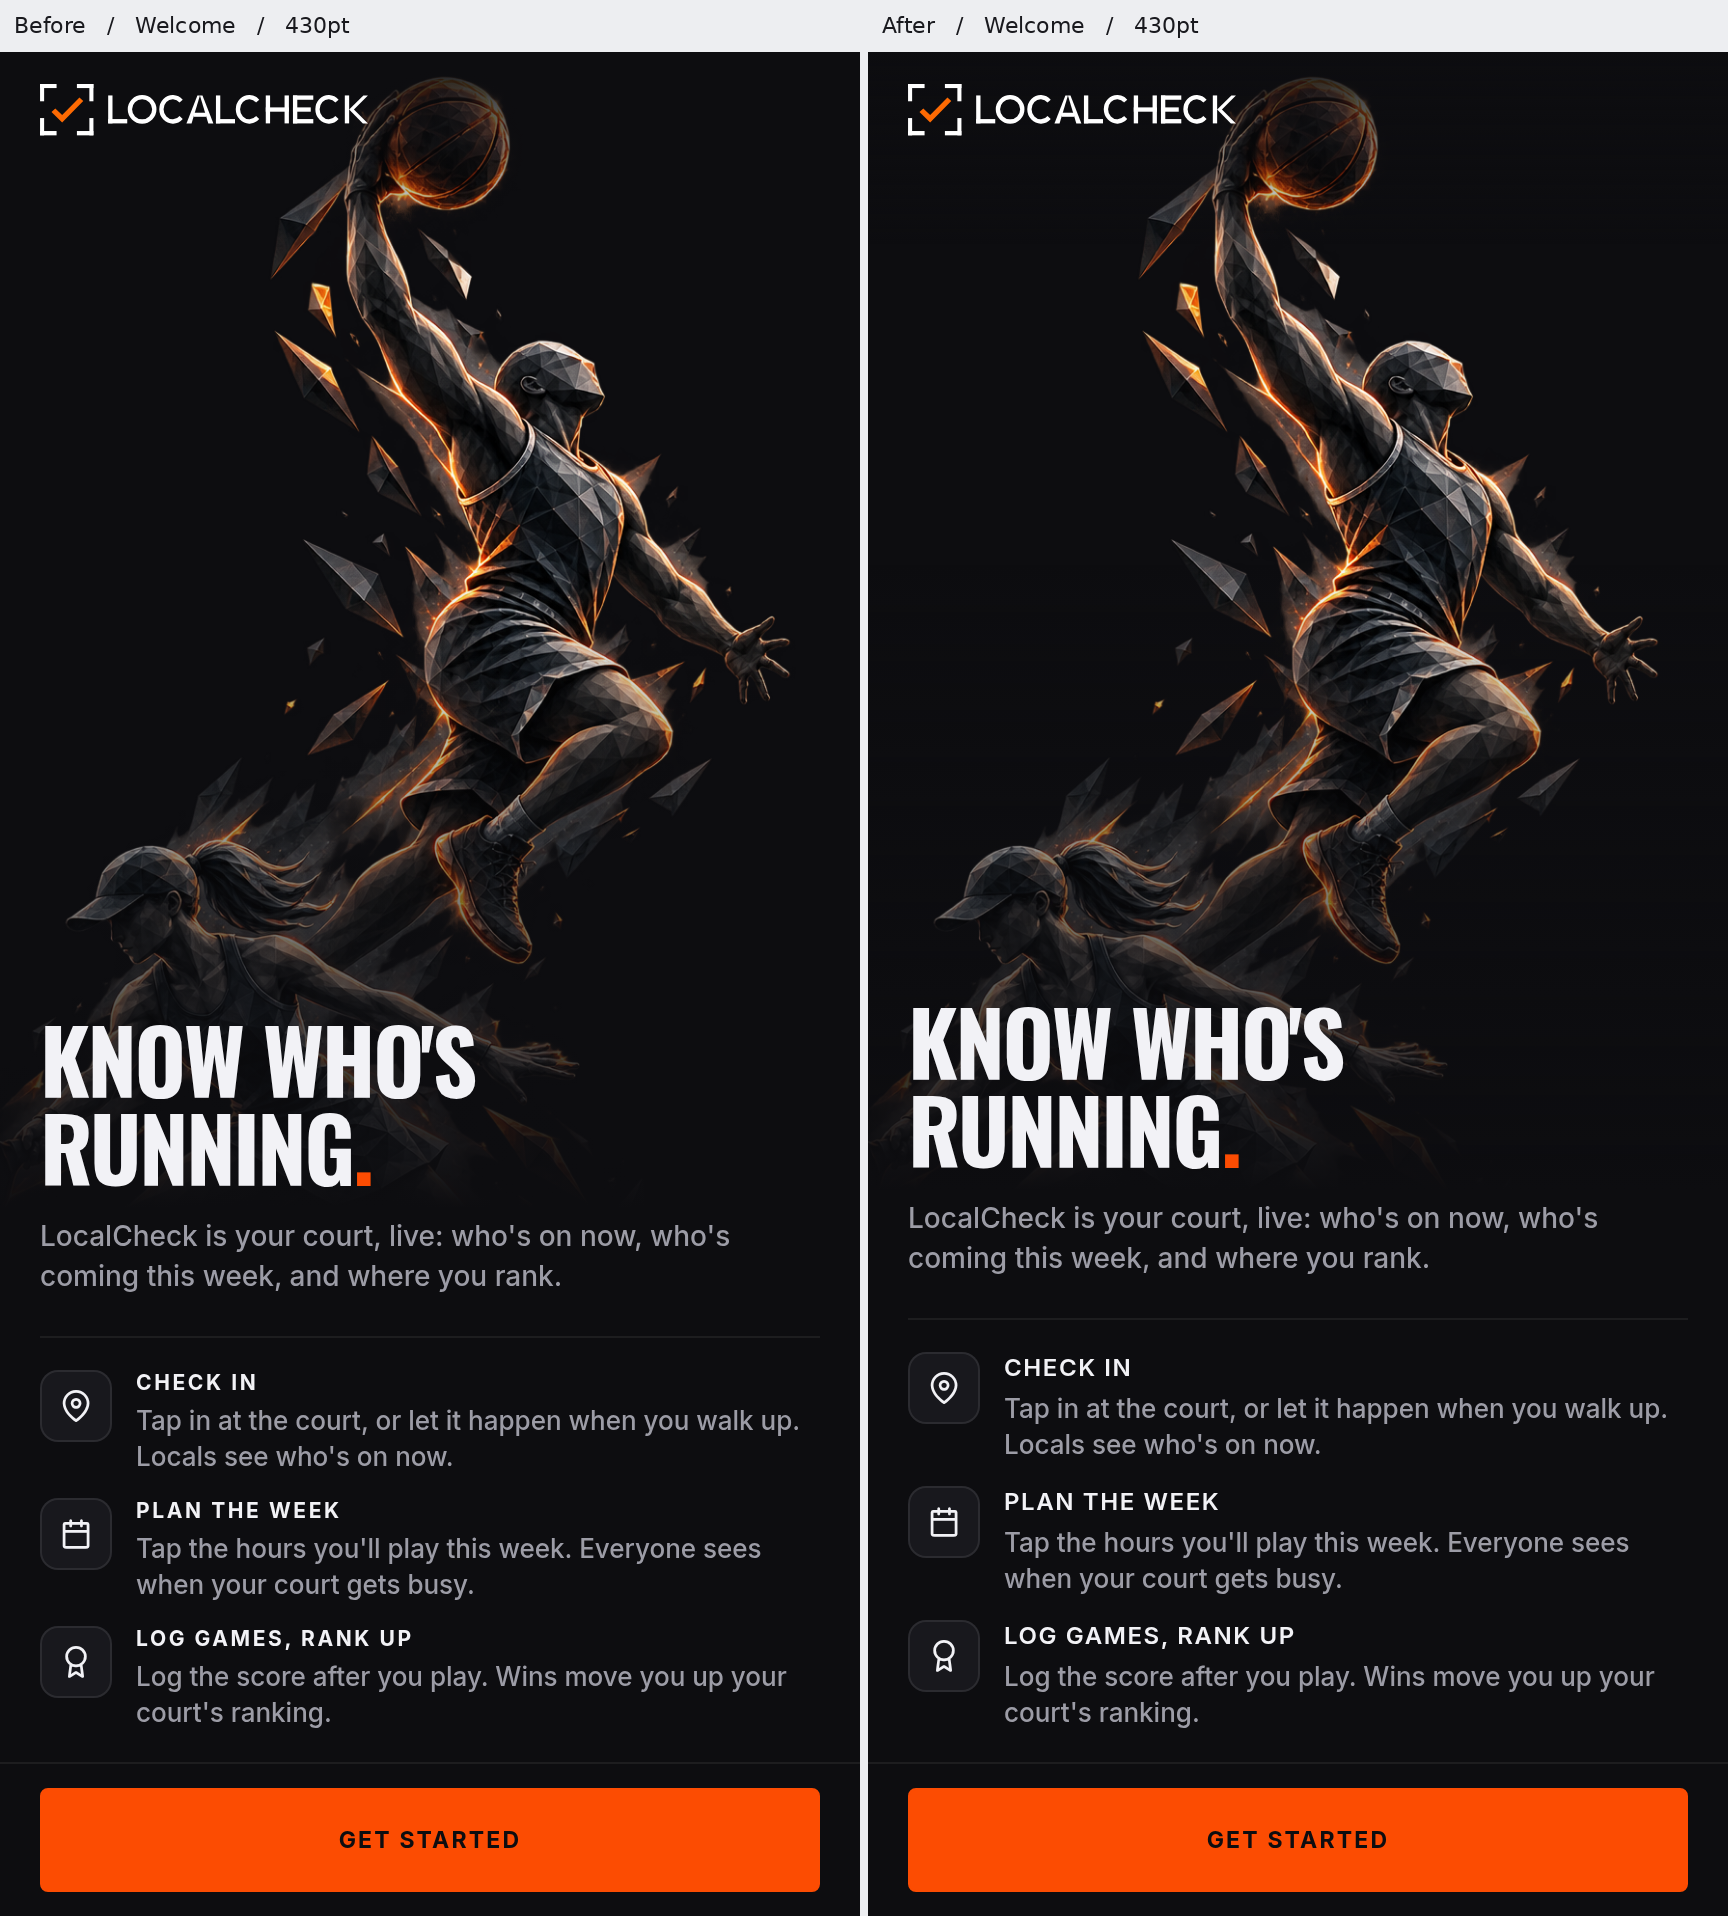 Before / Welcome / 430pt
LOCALCHECK
KNOW WHO'S
RUNNING.
LocalCheck is your court, live: who's on now, who's
coming this week, and where you rank.
CHECK IN
Tap in at the court, or let it happen when you walk up.
Locals see who's on now.
PLAN THE WEEK
Tap the hours you'll play this week. Everyone sees
when your court gets busy.
LOG GAMES, RANK UP
Log the score after you play. Wins move you up your
court's ranking.
GET STARTED
After / Welcome / 430pt
LOCALCHECK
KNOW WHO'S
RUNNING.
LocalCheck is your court, live: who's on now, who's
coming this week, and where you rank.
CHECK IN
Tap in at the court, or let it happen when you walk up.
Locals see who's on now.
PLAN THE WEEK
Tap the hours you'll play this week. Everyone sees
when your court gets busy.
LOG GAMES, RANK UP
Log the score after you play. Wins move you up your
court's ranking.
GET STARTED